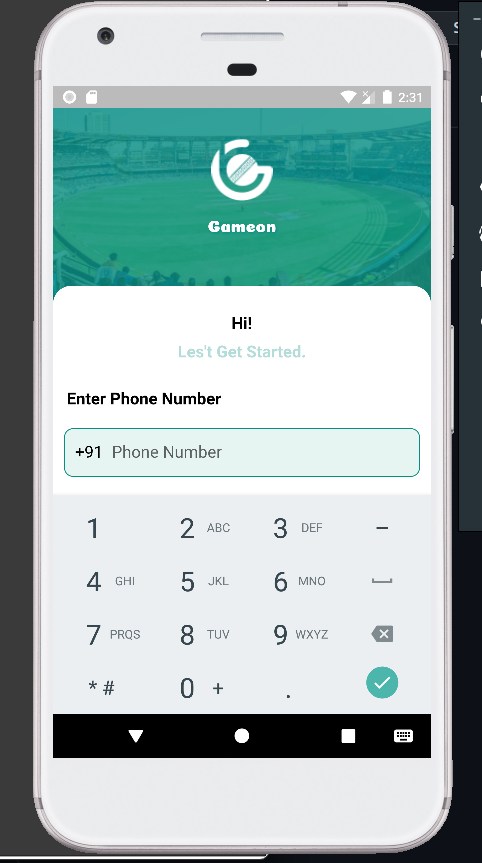 2:31
Gameon
Hi!
Les't Get Started.
Enter Phone Number
+91 Phone Number
1 2 ABC 3 DEF –
4 GHI 5 JKL 6 MNO
7 PRQS 8 TUV 9 WXYZ
* # 0 + .